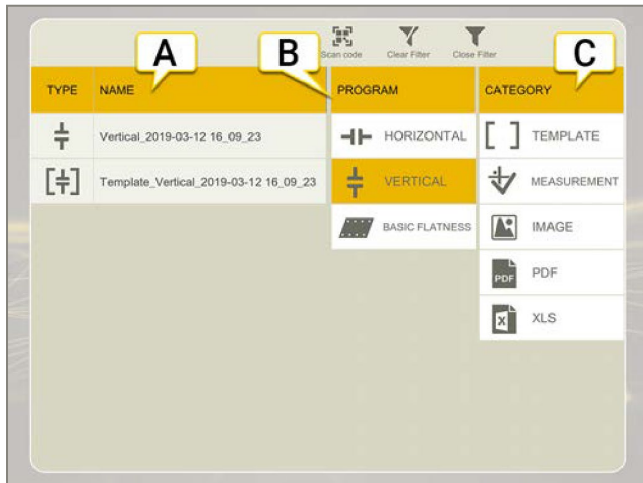 Scan code Clear Filter Close Filter
A B C
TYPE NAME PROGRAM CATEGORY
Vertical_2019-03-12 16_09_23 HORIZONTAL TEMPLATE
Template_Vertical_2019-03-12 16_09_23 VERTICAL MEASUREMENT
BASIC FLATNESS IMAGE
PDF PDF
X XLS